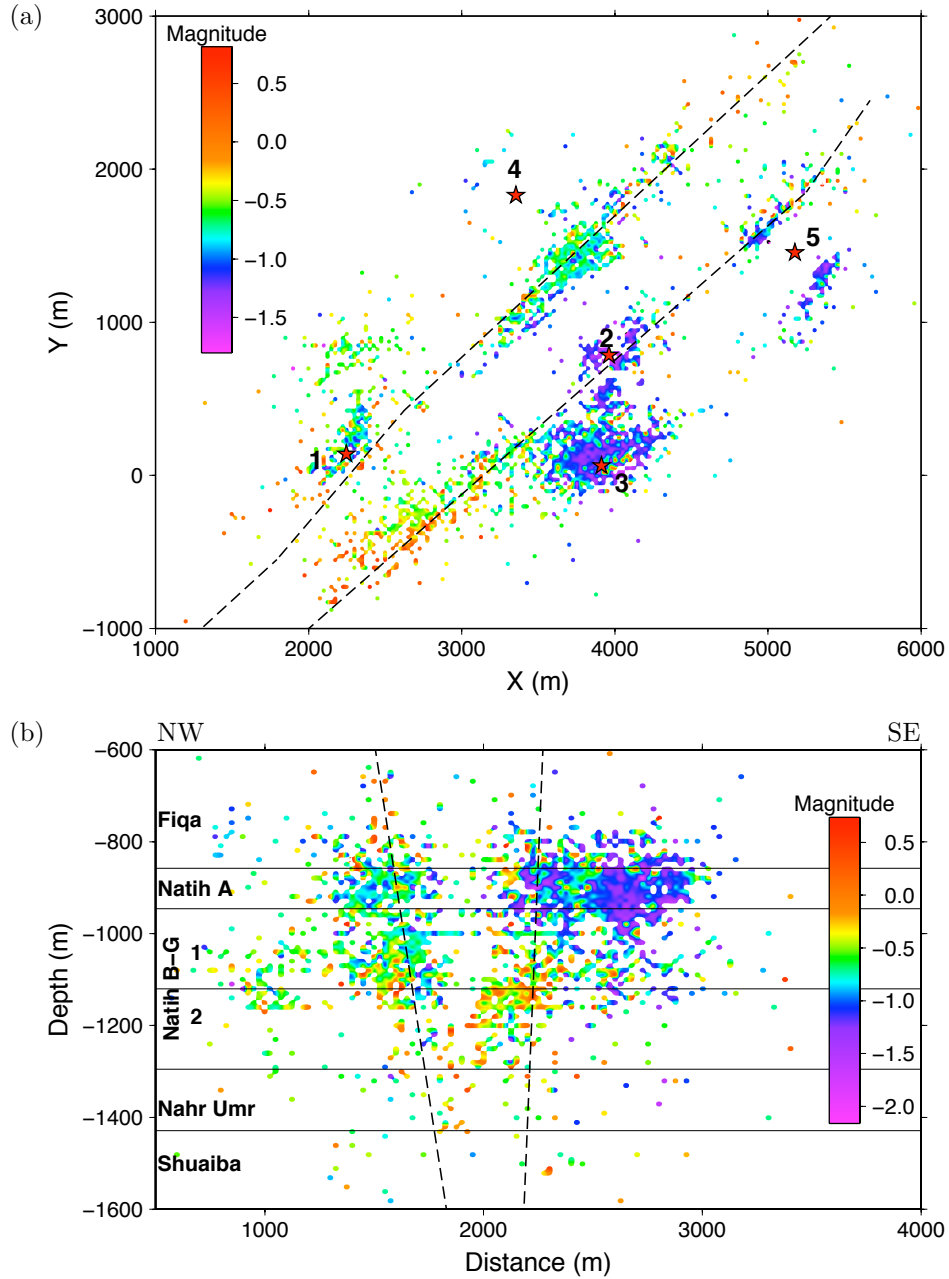 (a)
Magnitude
0.5
0.0
−0.5
−1.0
−1.5
3000
2000
1000
0
−1000
Y (m)
4
5
2
1
3
1000 2000 3000 4000 5000 6000
X (m)
(b)
NW SE
−600
−800
−1000
−1200
−1400
−1600
Depth (m)
Fiqa
Natih A
Natih B−G
1
2
Nahr Umr
Shuaiba
Magnitude
0.5
0.0
−0.5
−1.0
−1.5
−2.0
1000 2000 3000 4000
Distance (m)